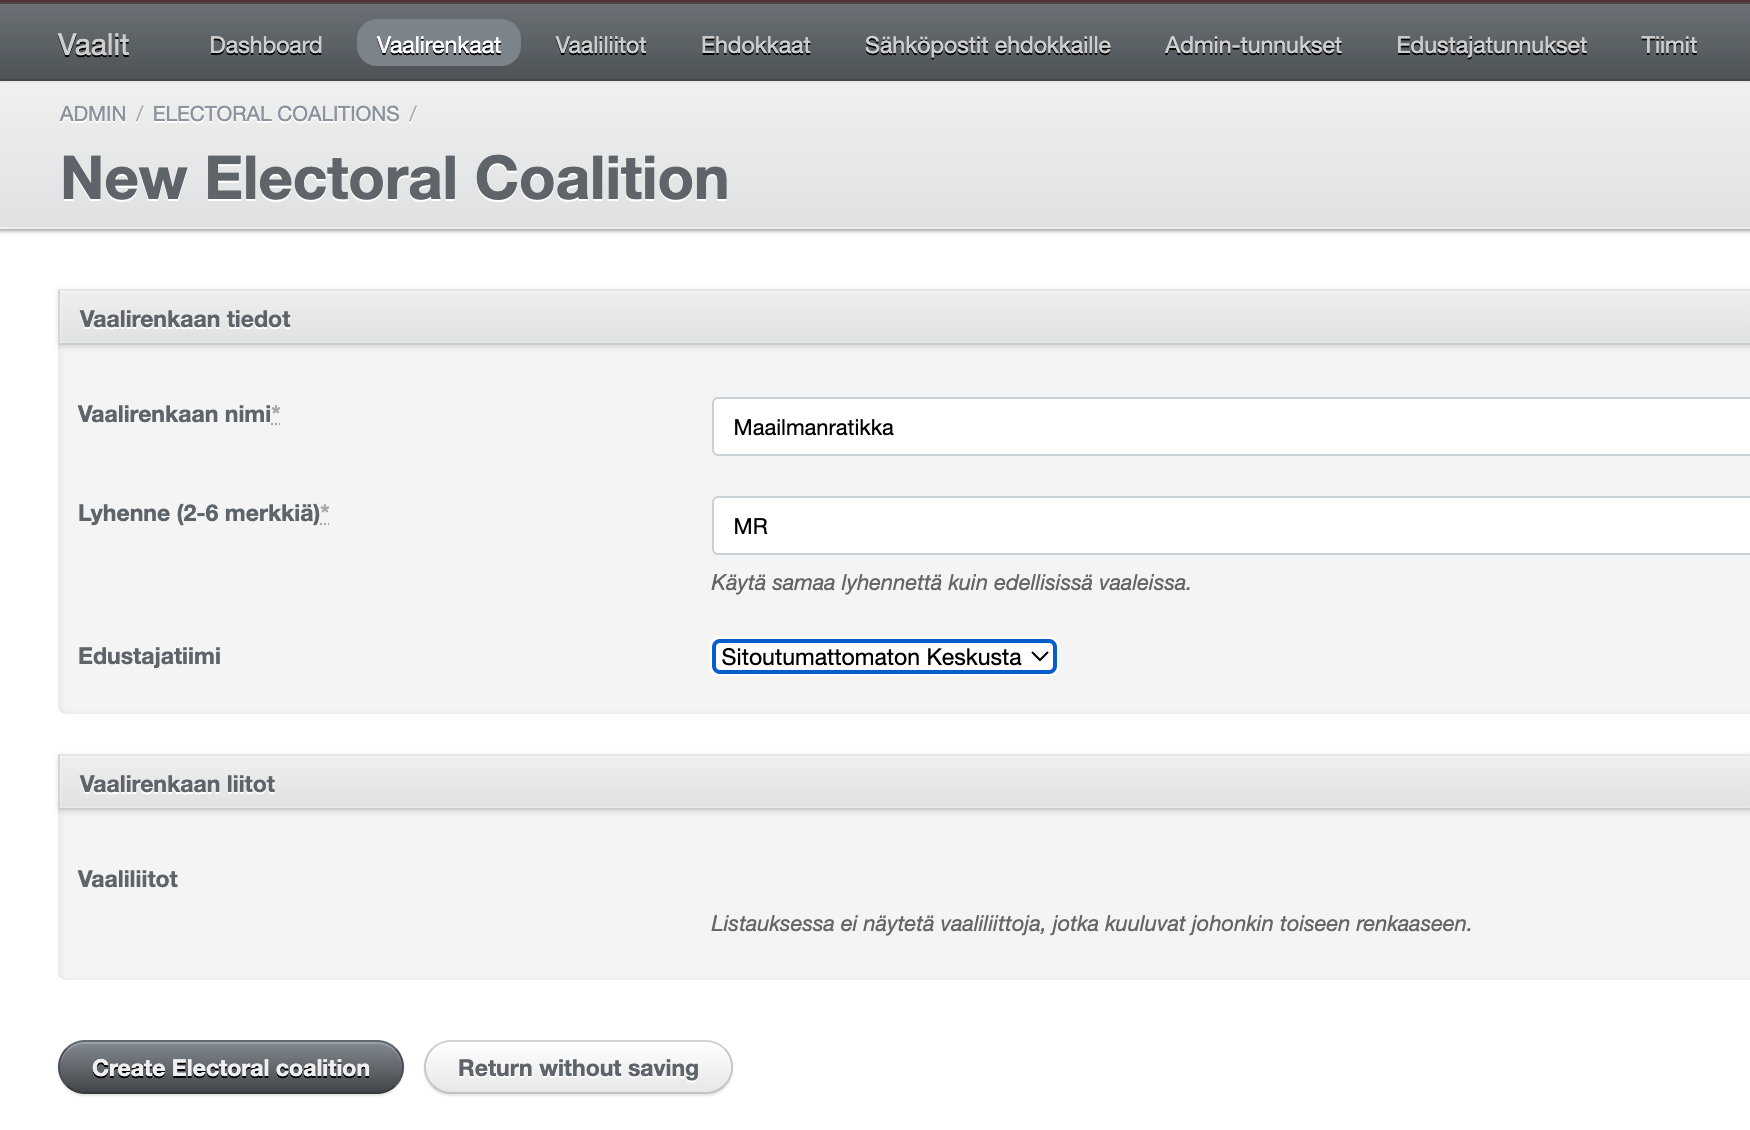 Vaalit Dashboard Vaalirenkaat Vaaliliitot Ehdokkaat Sähköpostit ehdokkaille Admin-tunnukset Edustajatunnukset Tiimit
ADMIN / ELECTORAL COALITIONS /
New Electoral Coalition
Vaalirenkaan tiedot
Vaalirenkaan nimi*
Maailmanratikka
Lyhenne (2-6 merkkiä)*
MR
Käytä samaa lyhennettä kuin edellisissä vaaleissa.
Edustajatiimi
Sitoutumattomaton Keskusta
Vaalirenkaan liitot
Vaaliliitot
Listauksessa ei näytetä vaaliliittoja, jotka kuuluvat johonkin toiseen renkaaseen.
Create Electoral coalition Return without saving